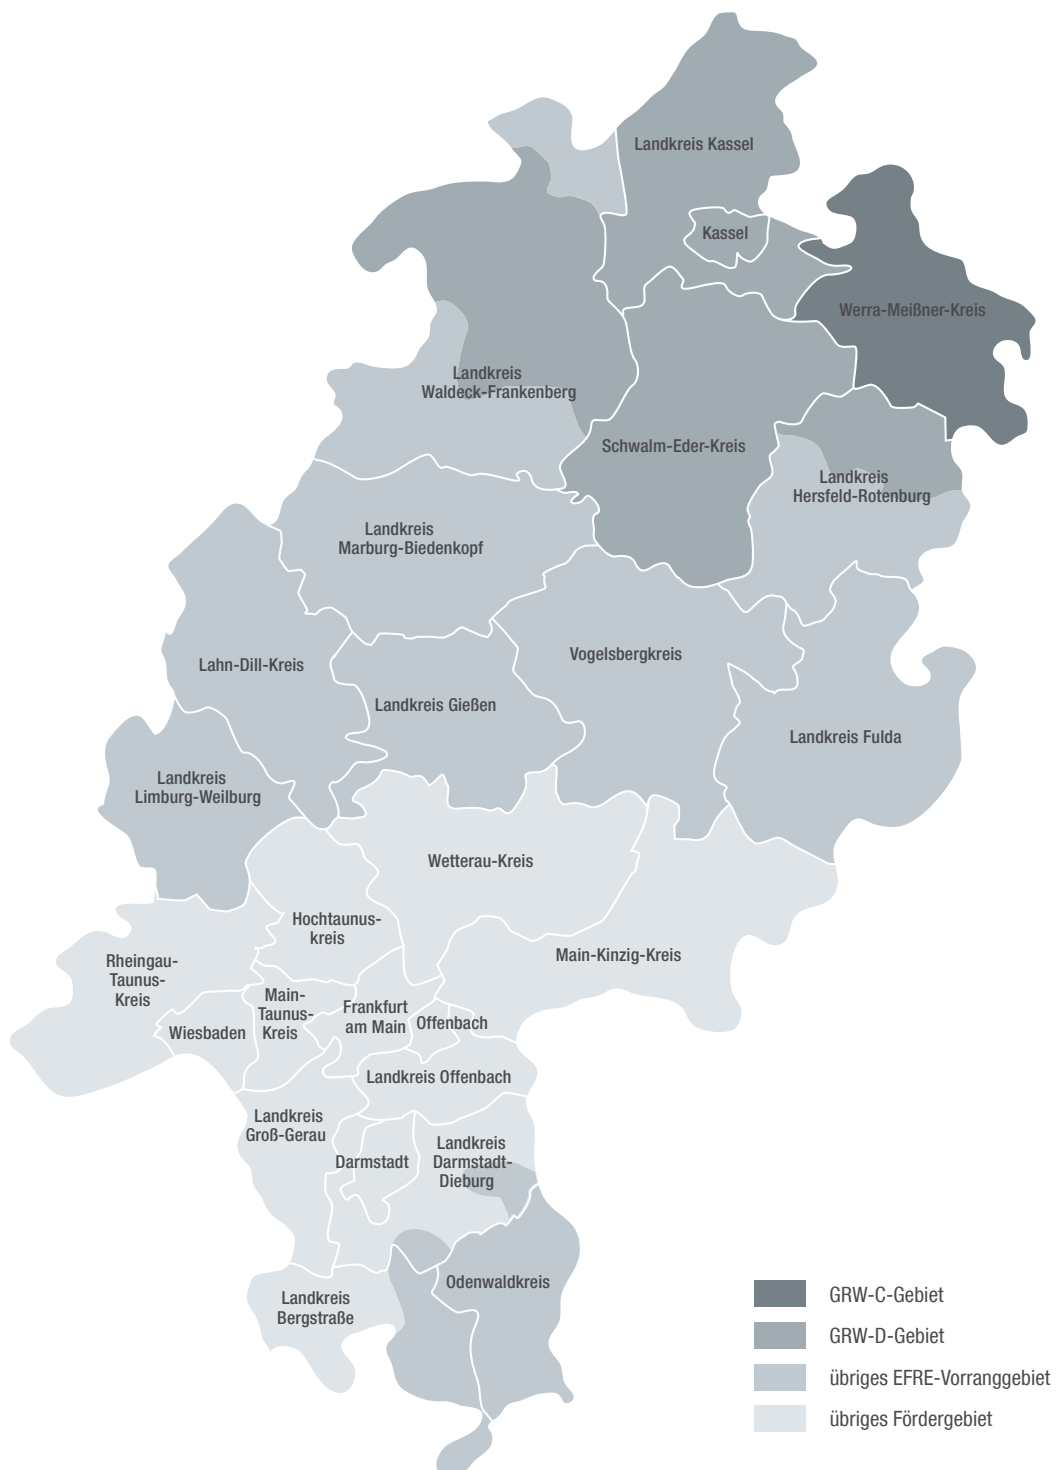 Landkreis Kassel
Kassel
Werra-Meißner-Kreis
Landkreis
Waldeck-Frankenberg
Schwalm-Eder-Kreis
Landkreis
Hersfeld-Rotenburg
Landkreis
Marburg-Biedenkopf
Lahn-Dill-Kreis
Vogelsbergkreis
Landkreis Gießen
Landkreis Fulda
Landkreis
Limburg-Weilburg
Wetterau-Kreis
Hochtaunus-
kreis
Main-Kinzig-Kreis
Rheingau-
Taunus-
Kreis
Main-
Taunus-
Kreis
Frankfurt
am Main
Offenbach
Wiesbaden
Landkreis Offenbach
Landkreis
Groß-Gerau
Darmstadt
Landkreis
Darmstadt-
Dieburg
Odenwaldkreis
Landkreis
Bergstraße
GRW-C-Gebiet
GRW-D-Gebiet
übriges EFRE-Vorranggebiet
übriges Fördergebiet